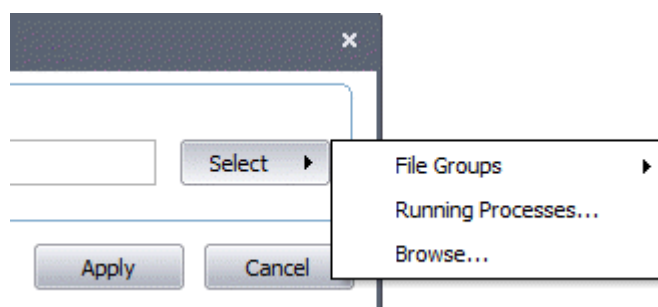 Select
File Groups
Running Processes...
Browse...
Apply
Cancel